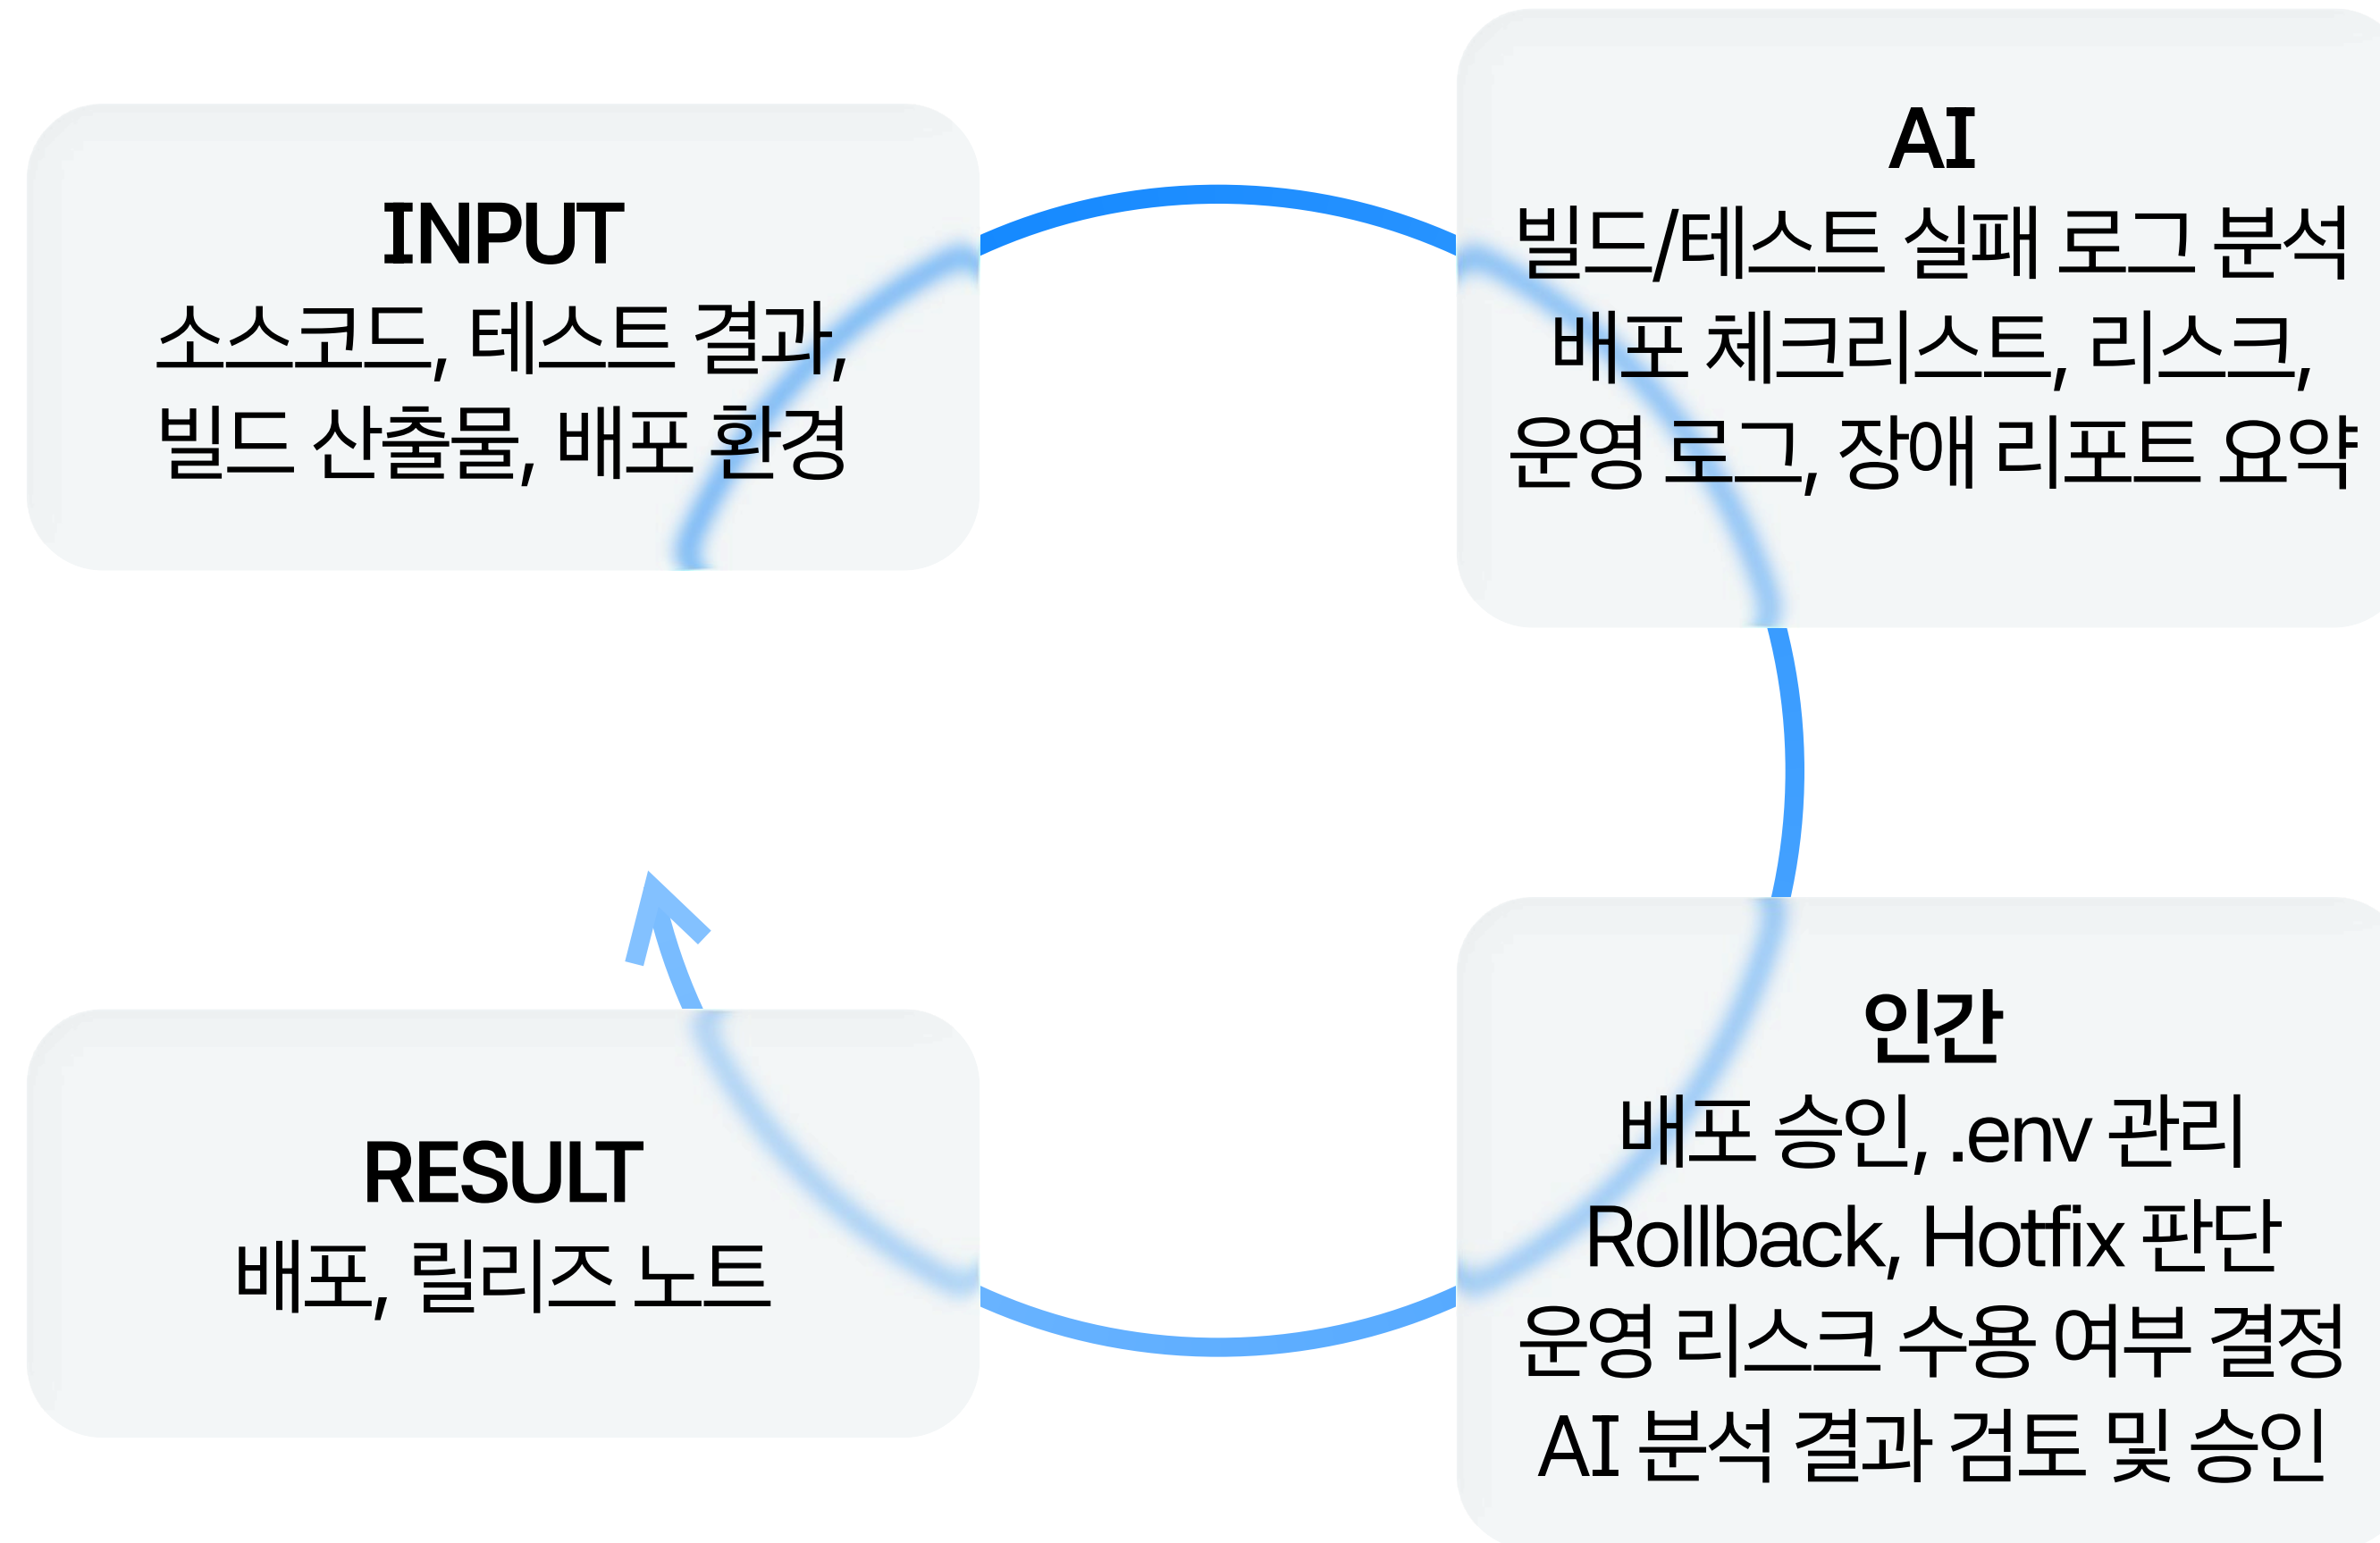 INPUT
소스코드, 테스트 결과,
빌드 산출물, 배포 환경
AI
빌드/테스트 실패 로그 분석
배포 체크리스트, 리스크,
운영 로그, 장애 리포트 요약
인간
배포 승인, .env 관리
Rollback, Hotfix 판단
운영 리스크 수용 여부 결정
AI 분석 결과 검토 및 승인
RESULT
배포, 릴리즈 노트